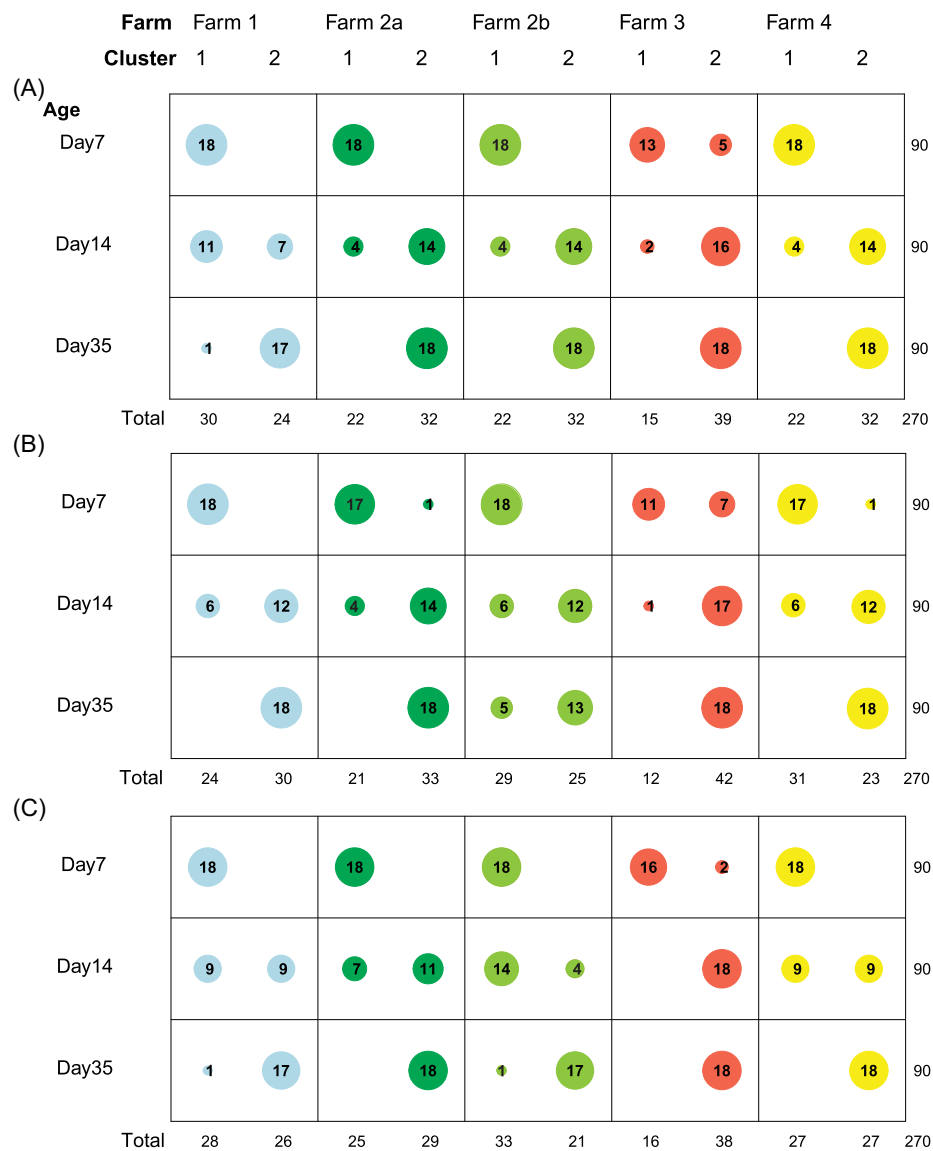 Farm Farm 1 Farm 2a Farm 2b Farm 3 Farm 4
Cluster 1 2 1 2 1 2 1 2 1 2
(A)
Age
Day7 18 18 18 13 5 18 90
Day14 11 7 4 14 4 14 2 16 4 14 90
Day35 1 17 18 18 18 18 90
Total 30 24 22 32 22 32 15 39 22 32 270
(B)
Day7 18 17 1 18 11 7 17 1 90
Day14 6 12 4 14 6 12 1 17 6 12 90
Day35 18 18 5 13 18 18 90
Total 24 30 21 33 29 25 12 42 31 23 270
(C)
Day7 18 18 18 16 2 18 90
Day14 9 9 7 11 14 4 18 9 9 90
Day35 1 17 18 1 17 18 18 90
Total 28 26 25 29 33 21 16 38 27 27 270